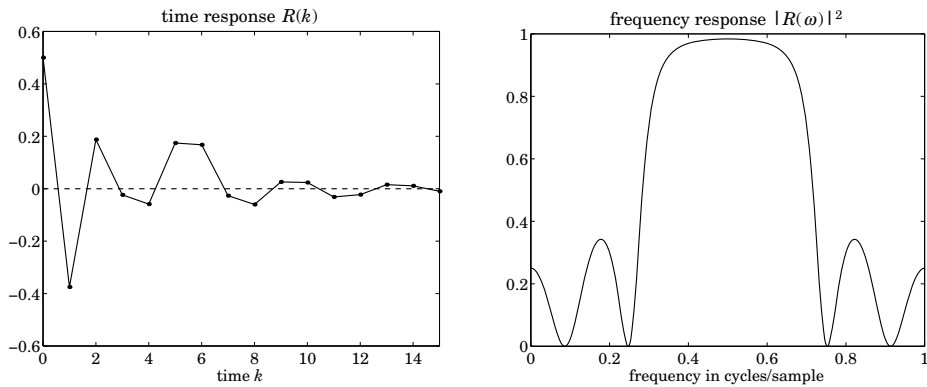 time response R(k)
0.6
0.4
0.2
0
−0.2
−0.4
−0.6
0 2 4 6 8 10 12 14
time k
frequency response |R(ω)|²
1
0.8
0.6
0.4
0.2
0
0 0.2 0.4 0.6 0.8 1
frequency in cycles/sample